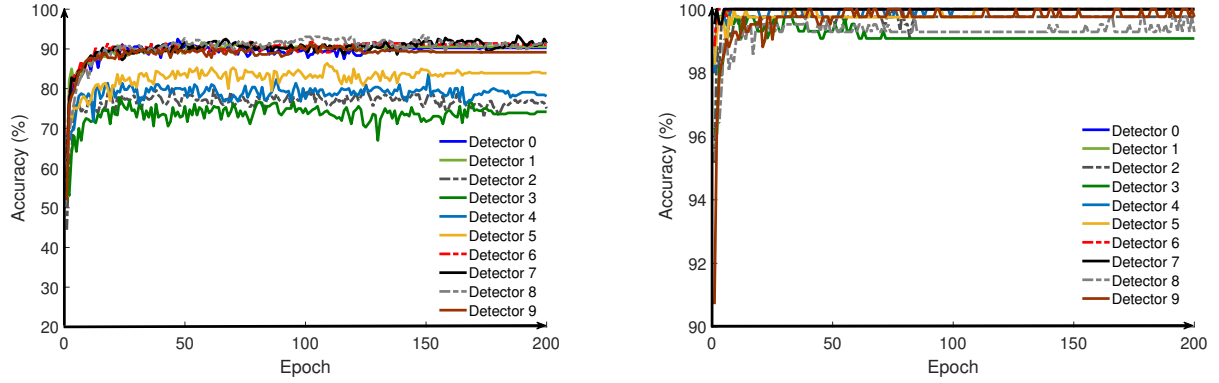 100
90
80
70
60
50
40
30
20
Accuracy (%)
0
50
100
150
200
Epoch
Detector 0
Detector 1
Detector 2
Detector 3
Detector 4
Detector 5
Detector 6
Detector 7
Detector 8
Detector 9
100
98
96
94
92
90
Accuracy (%)
0
50
100
150
200
Epoch
Detector 0
Detector 1
Detector 2
Detector 3
Detector 4
Detector 5
Detector 6
Detector 7
Detector 8
Detector 9